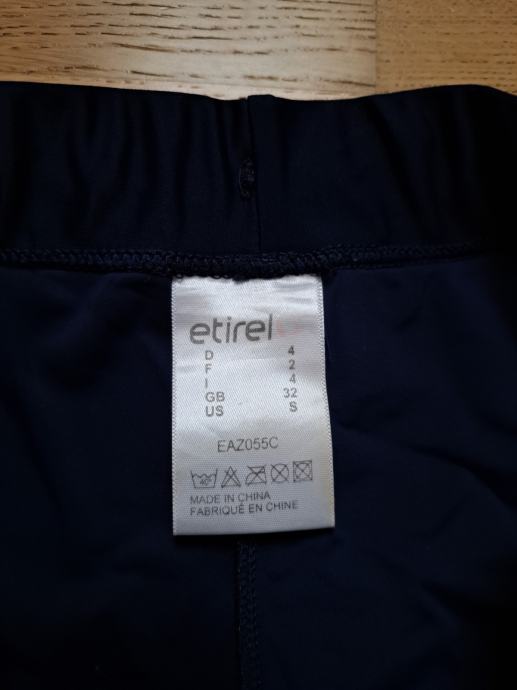 etirel
D 4
F 2
I 4
GB 32
US S
EAZ055C
40°
MADE IN CHINA
FABRIQUÉ EN CHINE